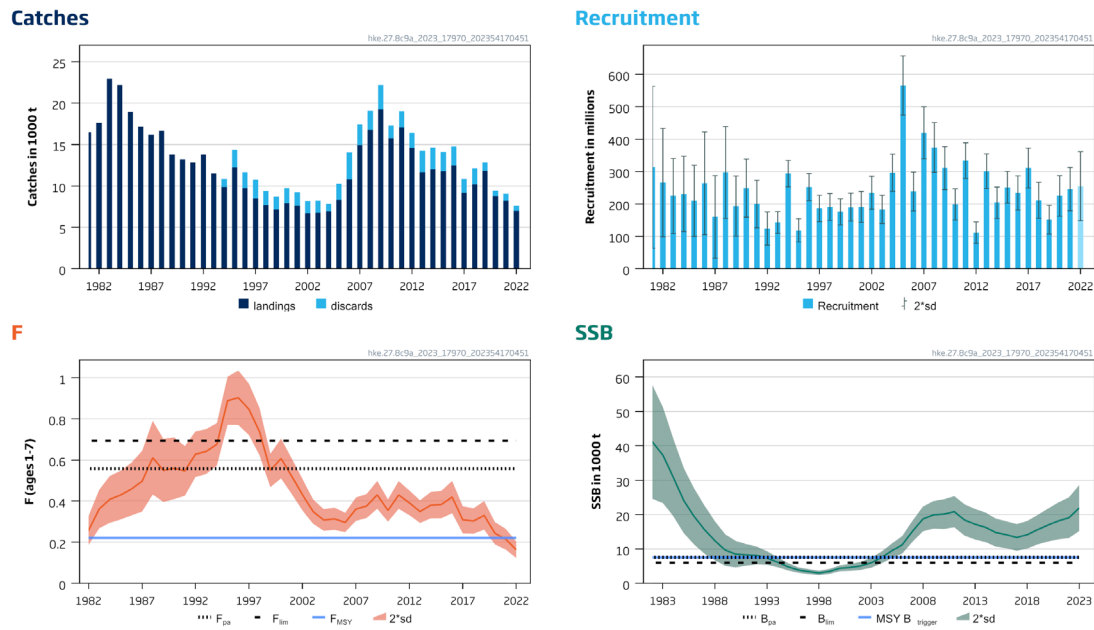 Catches
hke.27.8c9a_2023_17970_202354170451
Catches in 1000 t
25
20
15
10
5
0
1982 1987 1992 1997 2002 2007 2012 2017 2022
landings discards
Recruitment
hke.27.8c9a_2023_17970_202354170451
Recruitment in millions
600
500
400
300
200
100
0
1982 1987 1992 1997 2002 2007 2012 2017 2022
Recruitment 2*sd
F
hke.27.8c9a_2023_17970_202354170451
F (ages 1-7)
1
0.8
0.6
0.4
0.2
0
1982 1987 1992 1997 2002 2007 2012 2017 2022
Fpa Flim FMSY 2*sd
SSB
hke.27.8c9a_2023_17970_202354170451
SSB in 1000 t
60
50
40
30
20
10
0
1983 1988 1993 1998 2003 2008 2013 2018 2023
Bpa Blim MSY B trigger 2*sd